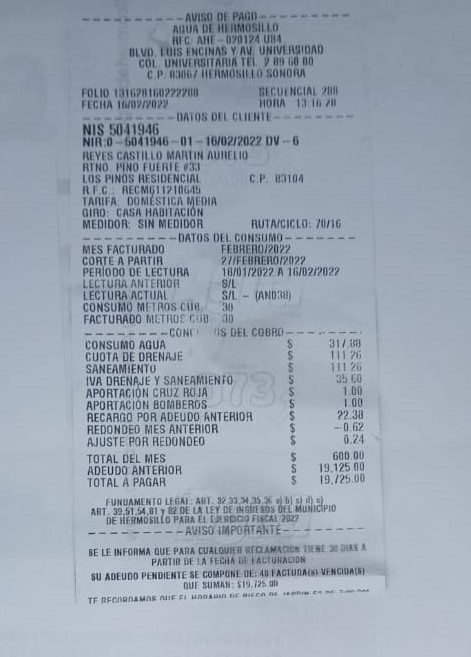 AVISO DE PAGO
AGUA DE HERMOSILLO
RFC AHE-020124 U84
BLVD. LUIS ENCINAS Y AV. UNIVERSIDAD
COL. UNIVERSITARIA TEL. 2 89 60 00
C.P. 83067 HERMOSILLO SONORA
FOLIO 131628160222200 SECUENCIAL 288
FECHA 16/02/2022 HORA 13:16:20
DATOS DEL CLIENTE
NIS 5041946
NIR:0-5041946-01-16/02/2022 DV-6
REYES CASTILLO MARTIN AURELIO
RTNO. PINO FUERTE #33
LOS PINOS RESIDENCIAL C.P. 83104
R.F.C.: RECM611210645
TARIFA: DOMÉSTICA MEDIA
GIRO: CASA HABITACIÓN
MEDIDOR: SIN MEDIDOR RUTA/CICLO: 70/16
DATOS DEL CONSUMO
MES FACTURADO FEBRERO/2022
CORTE A PARTIR 27/FEBRERO/2022
PERÍODO DE LECTURA 16/01/2022 A 16/02/2022
LECTURA ANTERIOR S/L
LECTURA ACTUAL S/L - (AN038)
CONSUMO METROS CUB. 30
FACTURADO METROS CUB 30
DEL COBRO
CONSUMO AGUA $ 317.88
CUOTA DE DRENAJE $ 111.26
SANEAMIENTO $ 111.26
IVA DRENAJE Y SANEAMIENTO $ 35.60
APORTACIÓN CRUZ ROJA $ 1.00
APORTACIÓN BOMBEROS $ 1.00
RECARGO POR ADEUDO ANTERIOR $ 22.38
REDONDEO MES ANTERIOR $ -0.62
AJUSTE POR REDONDEO $ 0.24
TOTAL DEL MES $ 600.00
ADEUDO ANTERIOR $ 19,125.00
TOTAL A PAGAR $ 19,725.00
FUNDAMENTO LEGAL: ART. 32,33,34,35,36 a) b) c) d) e)
ART. 39,51,54,81 y 82 DE LA LEY DE INGRESOS DEL MUNICIPIO
DE HERMOSILLO PARA EL EJERCICIO FISCAL 2022
AVISO IMPORTANTE
SE LE INFORMA QUE PARA CUALQUIER RECLAMACION TIENE 30 DIAS A
PARTIR DE LA FECHA DE FACTURACIÓN
SU ADEUDO PENDIENTE SE COMPONE DE: 40 FACTURA(S) VENCIDA(S)
QUE SUMAN: $19,725.00
TE RECORDAMOS QUE EL HORARIO DE